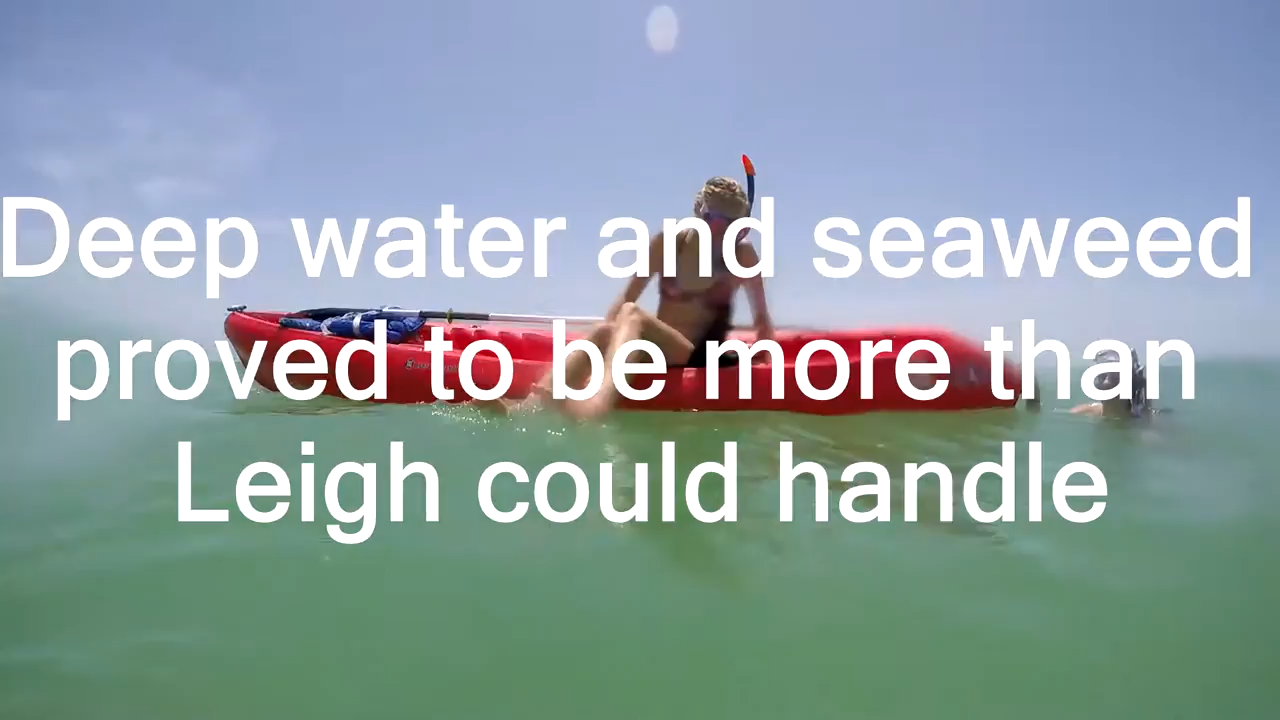 Deep water and seaweed
proved to be more than
Leigh could handle